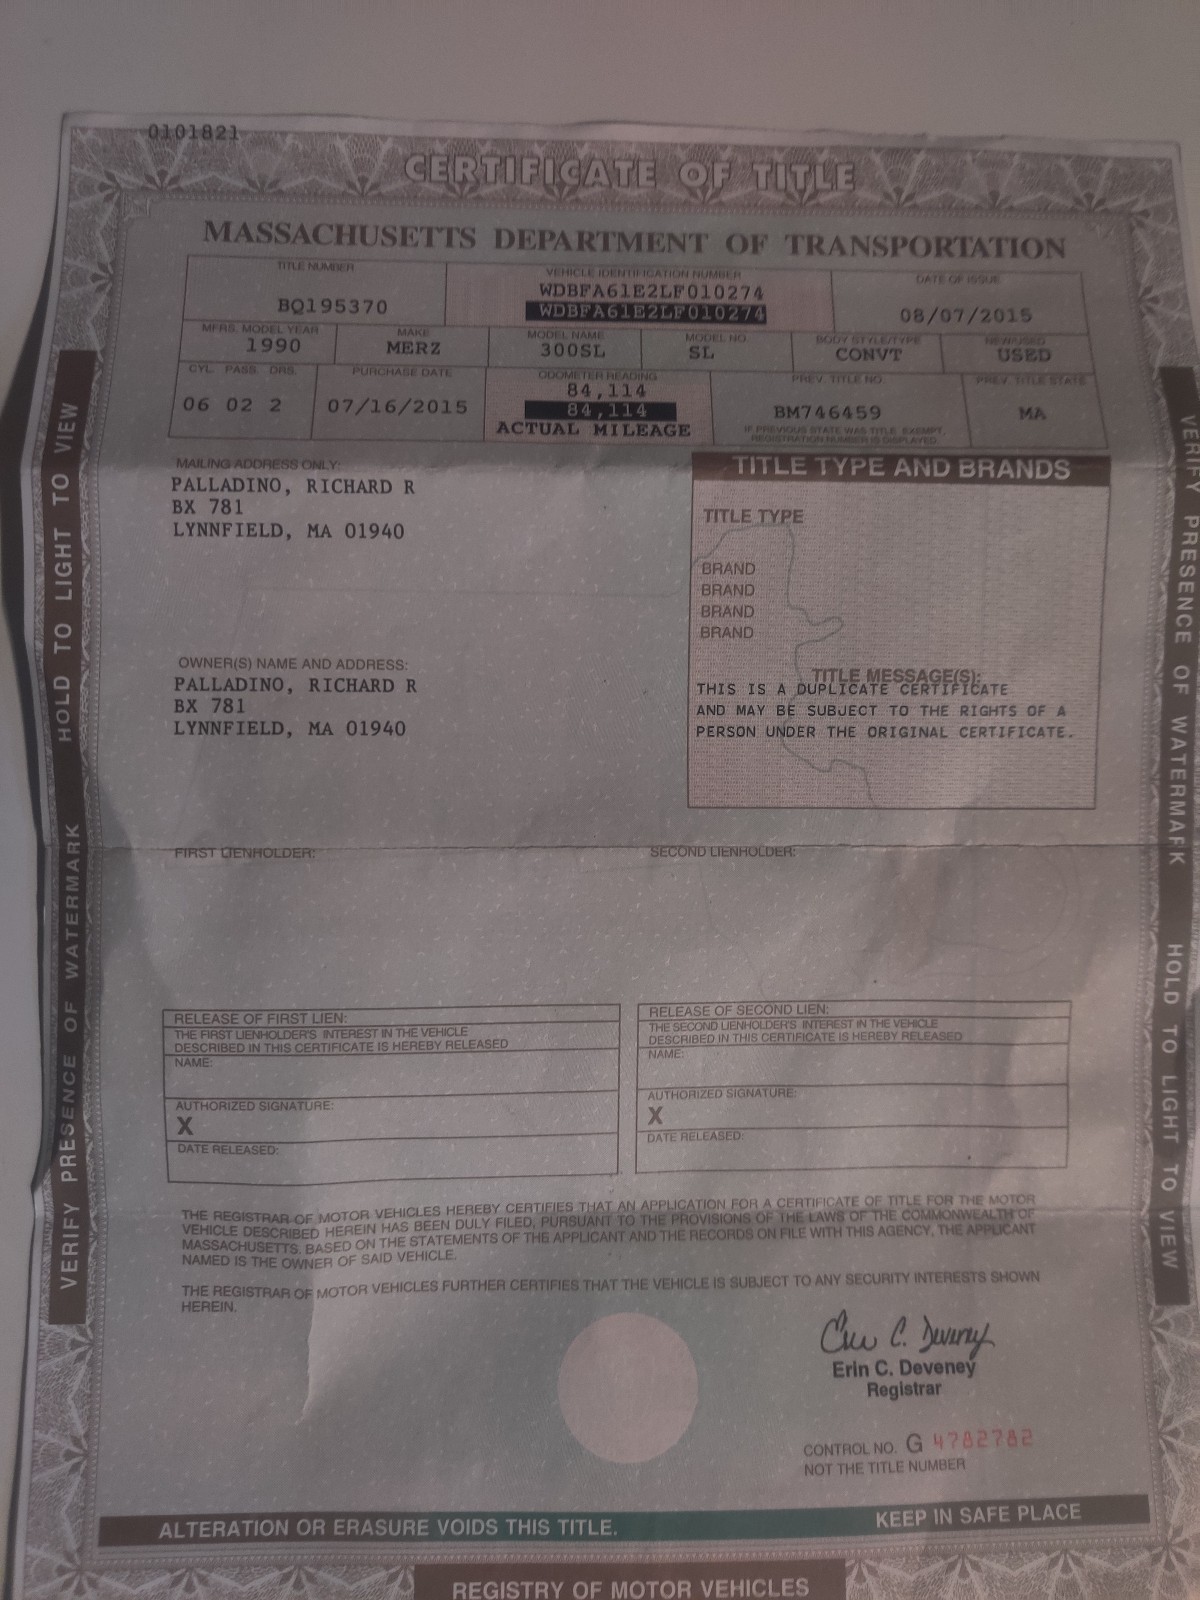 0101821
CERTIFICATE OF TITLE
MASSACHUSETTS DEPARTMENT OF TRANSPORTATION
TITLE NUMBER
BQ195370
VEHICLE IDENTIFICATION NUMBER
WDBFA61E2LF010274
WDBFA61E2LF010274
DATE OF ISSUE
08/07/2015
MFRS. MODEL YEAR
1990
MAKE
MERZ
MODEL NAME
300SL
MODEL NO.
SL
BODY STYLE/TYPE
CONVT
NEW/USED
USED
CYL. PASS. DRS.
06 02 2
PURCHASE DATE
07/16/2015
ODOMETER READING
84,114
84,114
ACTUAL MILEAGE
PREV. TITLE NO.
BM746459
IF PREVIOUS STATE WAS TITLE EXEMPT,
REGISTRATION NUMBER IS DISPLAYED.
PREV. TITLE STATE
MA
MAILING ADDRESS ONLY:
PALLADINO, RICHARD R
BX 781
LYNNFIELD, MA 01940
TITLE TYPE AND BRANDS
TITLE TYPE
BRAND
BRAND
BRAND
BRAND
TITLE MESSAGE(S):
THIS IS A DUPLICATE CERTIFICATE
AND MAY BE SUBJECT TO THE RIGHTS OF A
PERSON UNDER THE ORIGINAL CERTIFICATE.
OWNER(S) NAME AND ADDRESS:
PALLADINO, RICHARD R
BX 781
LYNNFIELD, MA 01940
FIRST LIENHOLDER:
SECOND LIENHOLDER:
RELEASE OF FIRST LIEN:
THE FIRST LIENHOLDER'S INTEREST IN THE VEHICLE
DESCRIBED IN THIS CERTIFICATE IS HEREBY RELEASED
NAME:
AUTHORIZED SIGNATURE:
X
DATE RELEASED:
RELEASE OF SECOND LIEN:
THE SECOND LIENHOLDER'S INTEREST IN THE VEHICLE
DESCRIBED IN THIS CERTIFICATE IS HEREBY RELEASED
NAME:
AUTHORIZED SIGNATURE:
X
DATE RELEASED:
THE REGISTRAR OF MOTOR VEHICLES HEREBY CERTIFIES THAT AN APPLICATION FOR A CERTIFICATE OF TITLE FOR THE MOTOR
VEHICLE DESCRIBED HEREIN HAS BEEN DULY FILED, PURSUANT TO THE PROVISIONS OF THE LAWS OF THE COMMONWEALTH OF
MASSACHUSETTS. BASED ON THE STATEMENTS OF THE APPLICANT AND THE RECORDS ON FILE WITH THIS AGENCY, THE APPLICANT
NAMED IS THE OWNER OF SAID VEHICLE.
THE REGISTRAR OF MOTOR VEHICLES FURTHER CERTIFIES THAT THE VEHICLE IS SUBJECT TO ANY SECURITY INTERESTS SHOWN
HEREIN.
Erin C. Deveney
Erin C. Deveney
Registrar
CONTROL NO. G 4782782
NOT THE TITLE NUMBER
ALTERATION OR ERASURE VOIDS THIS TITLE.
KEEP IN SAFE PLACE
REGISTRY OF MOTOR VEHICLES
VERIFY PRESENCE OF WATERMARK HOLD TO LIGHT TO VIEW
VERIFY PRESENCE OF WATERMARK HOLD TO LIGHT TO VIEW